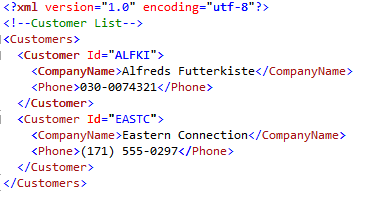 <?xml version="1.0" encoding="utf-8"?>
<!--Customer List-->
<Customers>
  <Customer Id="ALFKI">
    <CompanyName>Alfreds Futterkiste</CompanyName>
    <Phone>030-0074321</Phone>
  </Customer>
  <Customer Id="EASTC">
    <CompanyName>Eastern Connection</CompanyName>
    <Phone>(171) 555-0297</Phone>
  </Customer>
</Customers>